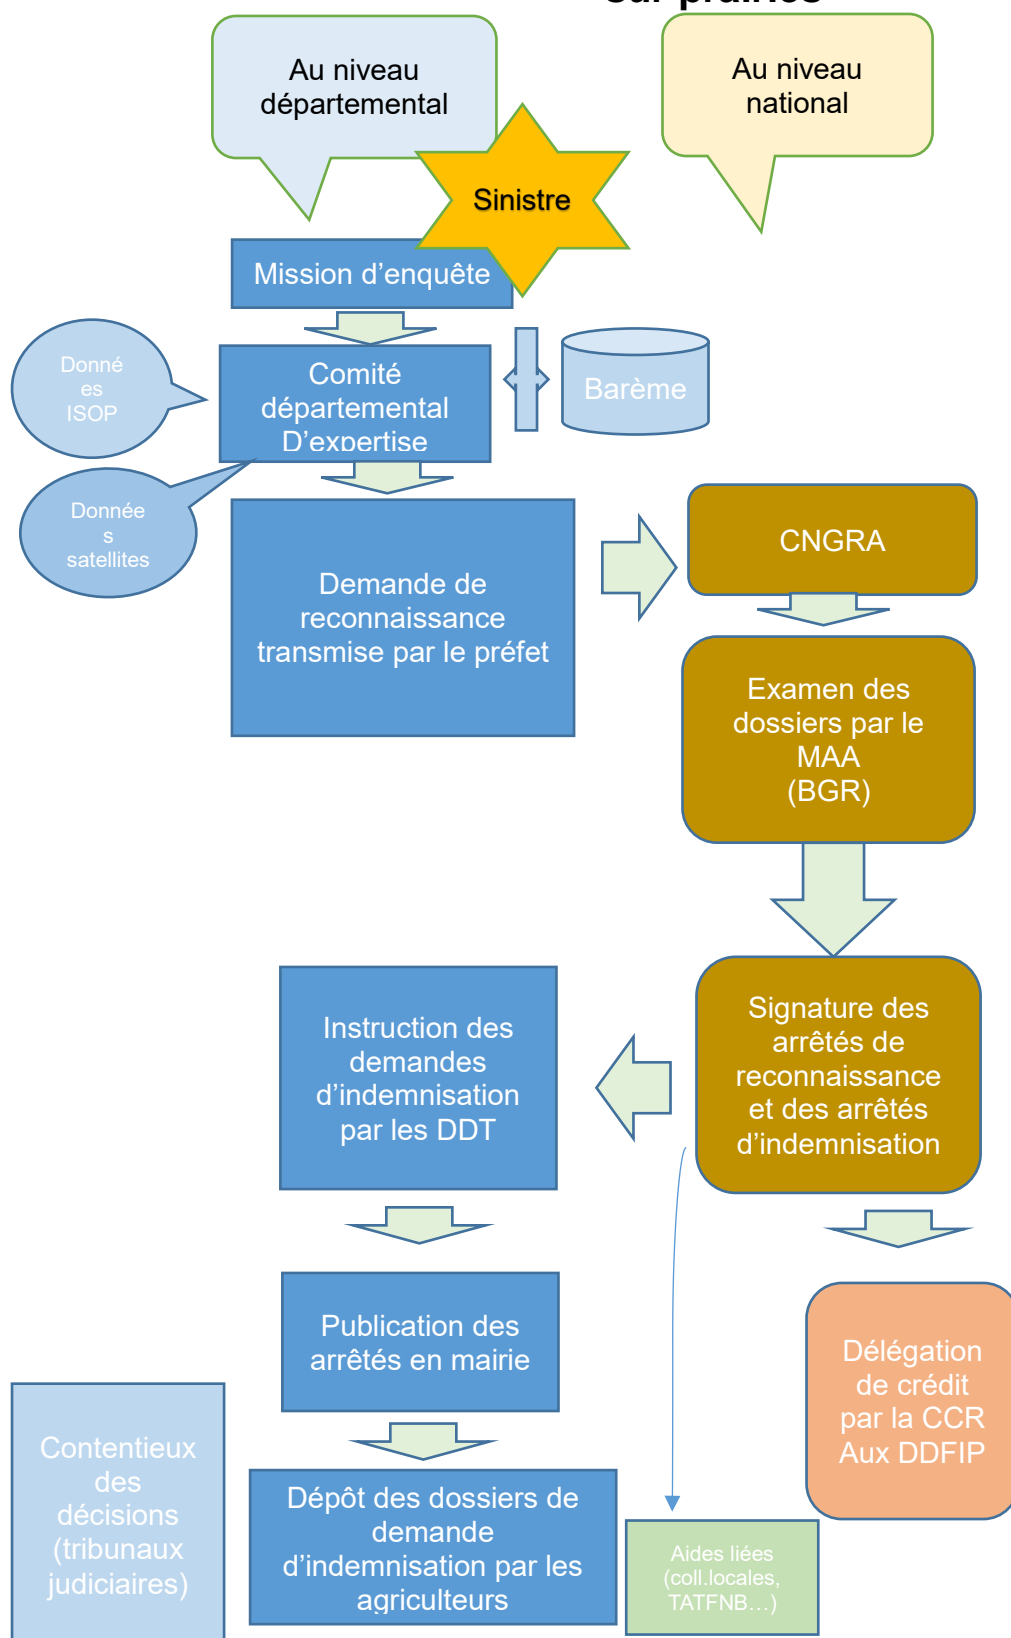 sur prairies
Au niveau
départemental
Au niveau
national
Sinistre
Mission d’enquête
Donné
es
ISOP
Comité
départemental
D’expertise
Barème
Donnée
s
satellites
Demande de
reconnaissance
transmise par le préfet
CNGRA
Examen des
dossiers par le
MAA
(BGR)
Signature des
arrêtés de
reconnaissance
et des arrêtés
d’indemnisation
Instruction des
demandes
d’indemnisation
par les DDT
Publication des
arrêtés en mairie
Délégation
de crédit
par la CCR
Aux DDFIP
Contentieux
des
décisions
(tribunaux
judiciaires)
Dépôt des dossiers de
demande
d’indemnisation par les
agriculteurs
Aides liées
(coll.locales,
TATFNB…)